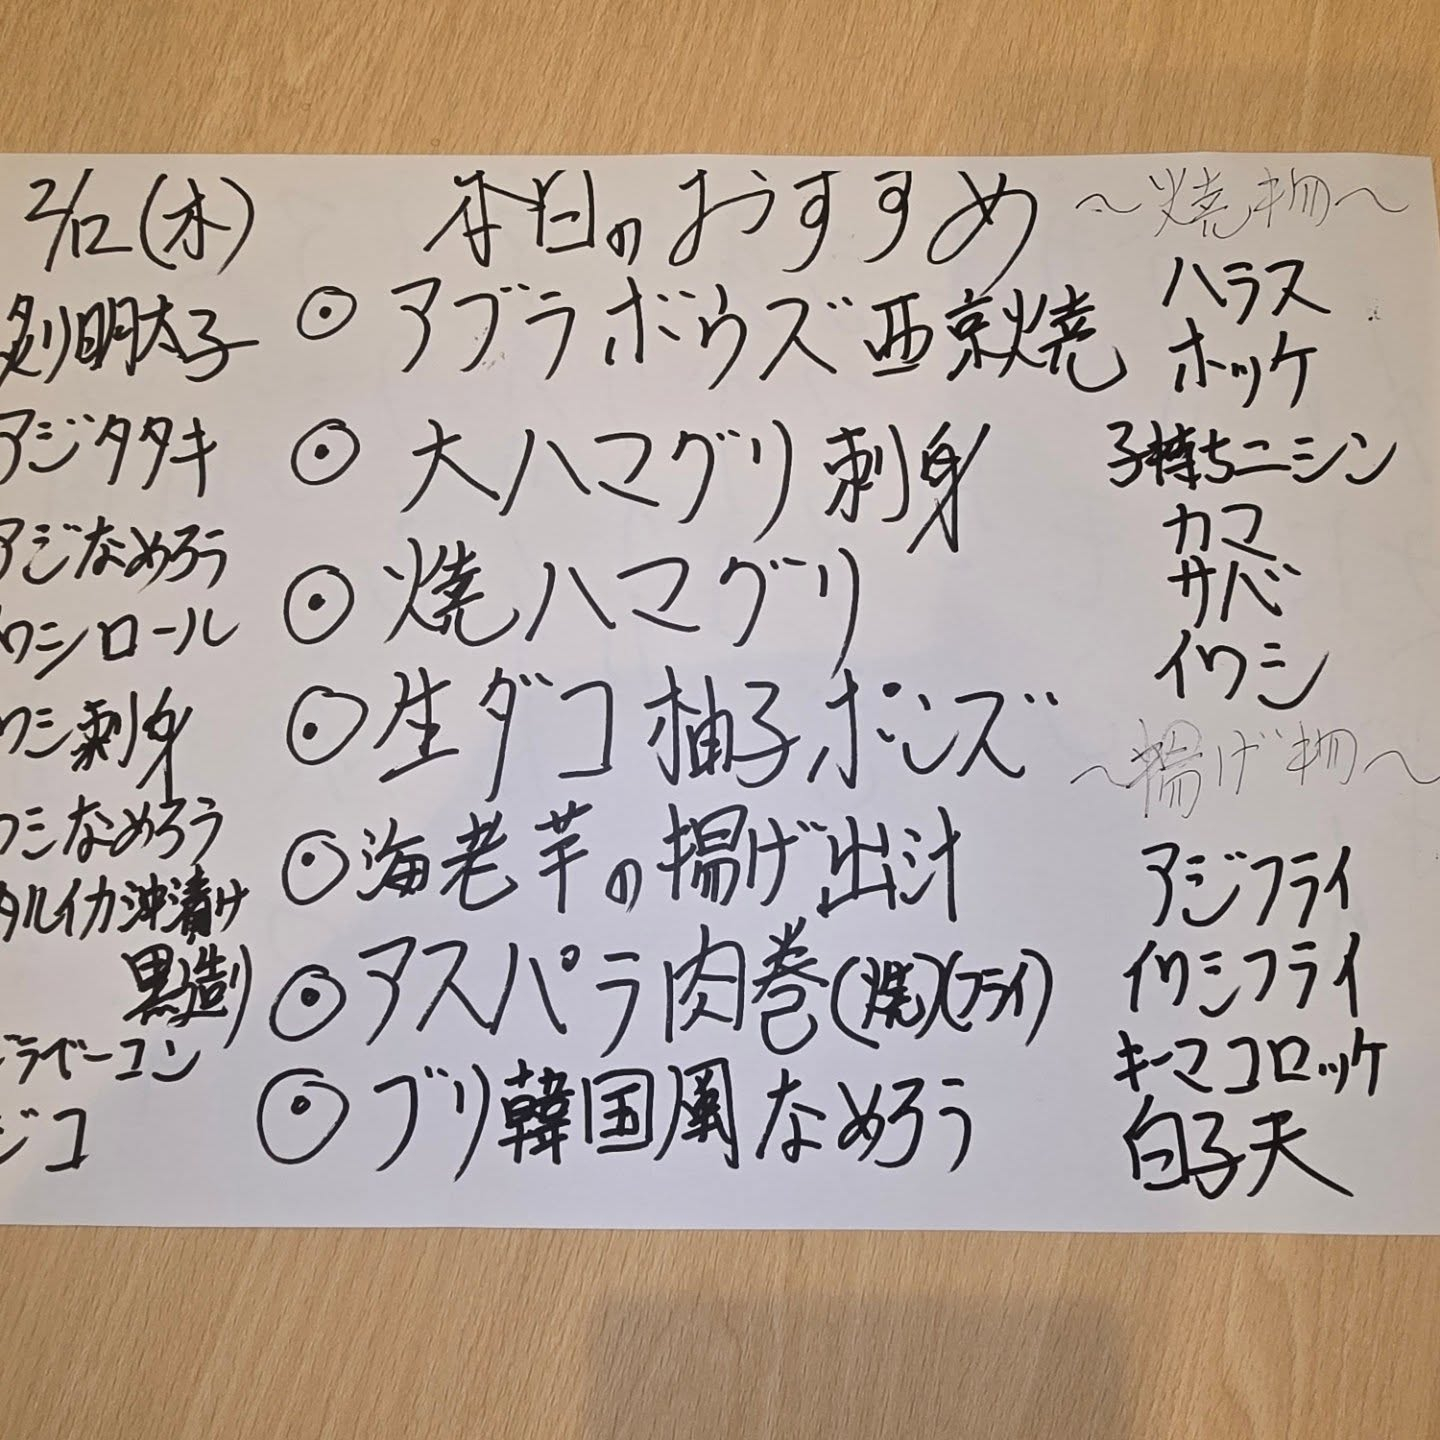 2/12(木)
炙り明太子
アジタタキ
アジなめろう
ワシロール
ワシ刺身
ワシなめろう
タルイカ沖漬け
黒造り
ジラベーコン
ジコ
本日のおすすめ
◉ アブラボウズ西京焼
◉ 大ハマグリ刺身
◉ 焼ハマグリ
◉ 生ダコ柚子ポンズ
◉ 海老芋の揚げ出汁
◉ アスパラ肉巻(焼)(フライ)
◉ ブリ韓国風なめろう
〜焼物〜
ハラス
ホッケ
子持ちニシン
カマ
サバ
イワシ
〜揚げ物〜
アジフライ
イワシフライ
キーマコロッケ
白子天